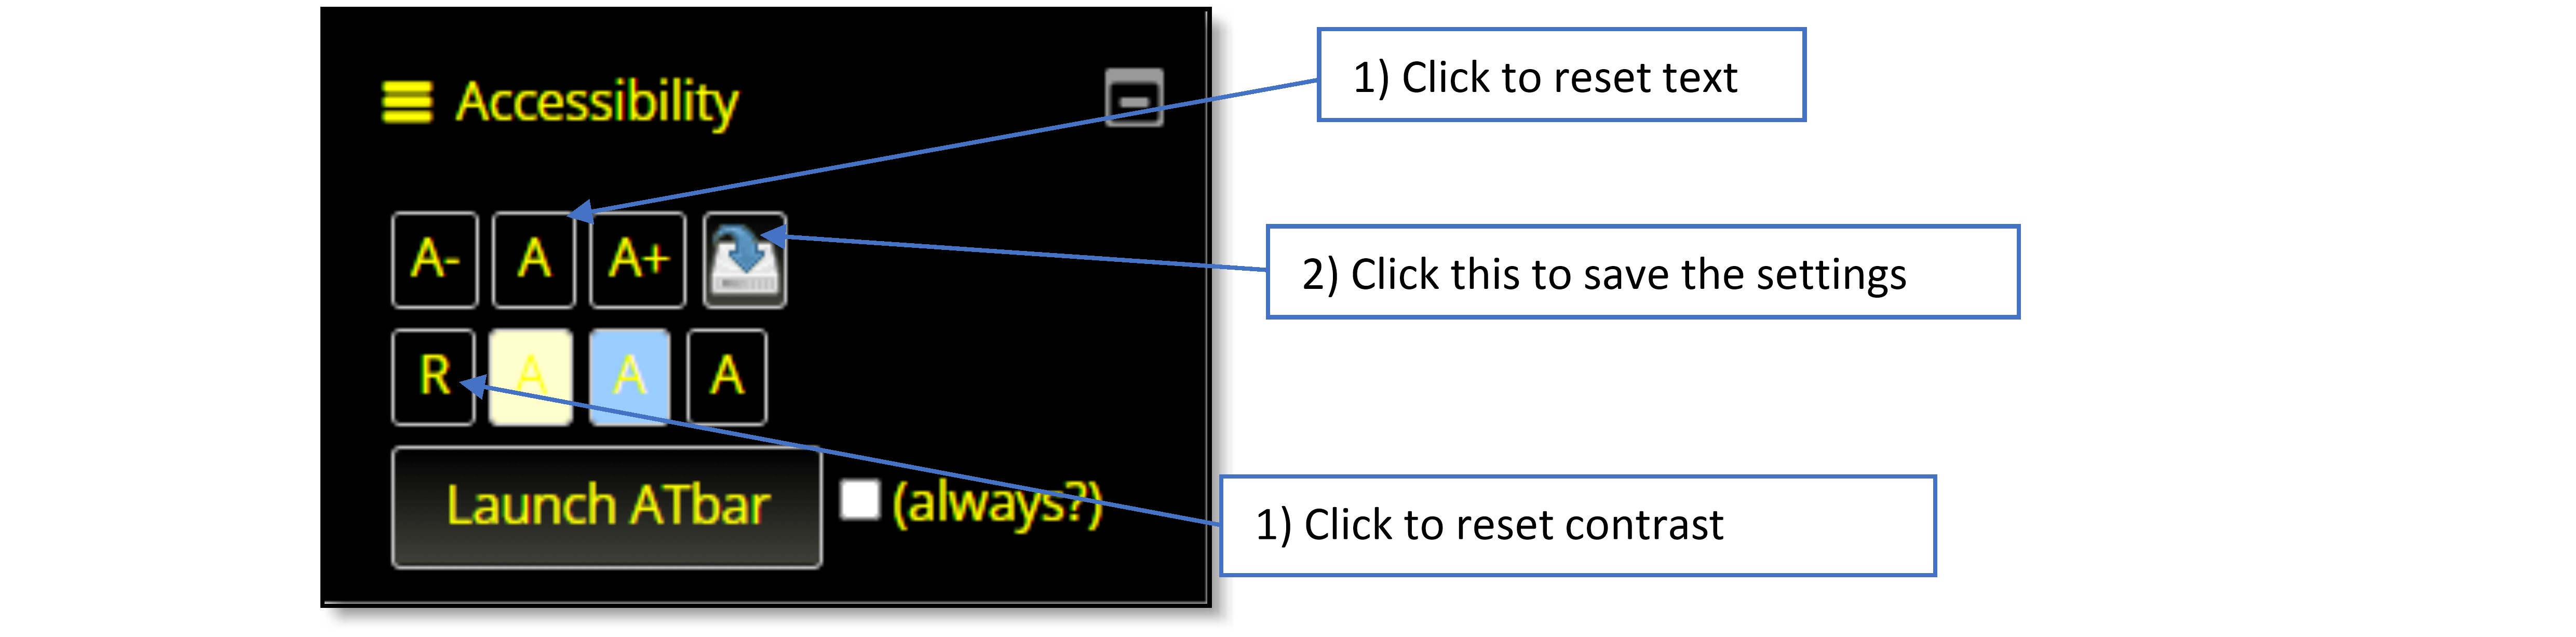 Accessibility
1) Click to reset text
A- A A+
2) Click this to save the settings
R A A A
Launch ATbar (always?)
1) Click to reset contrast